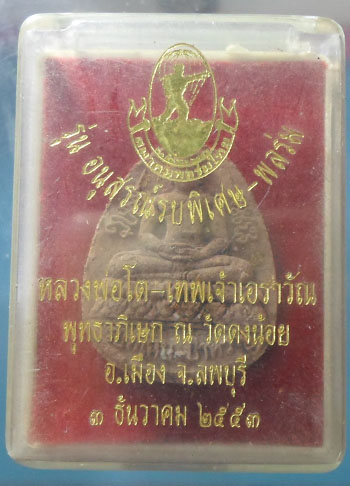 รุ่น อนุสรณ์รบพิเศษ-พลร่ม
หลวงพ่อโต-เทพเจ้าเอราวัณ
พุทธาภิเษก ณ วัดดงน้อย
อ.เมือง จ.ลพบุรี
๓ ธันวาคม ๒๕๕๓